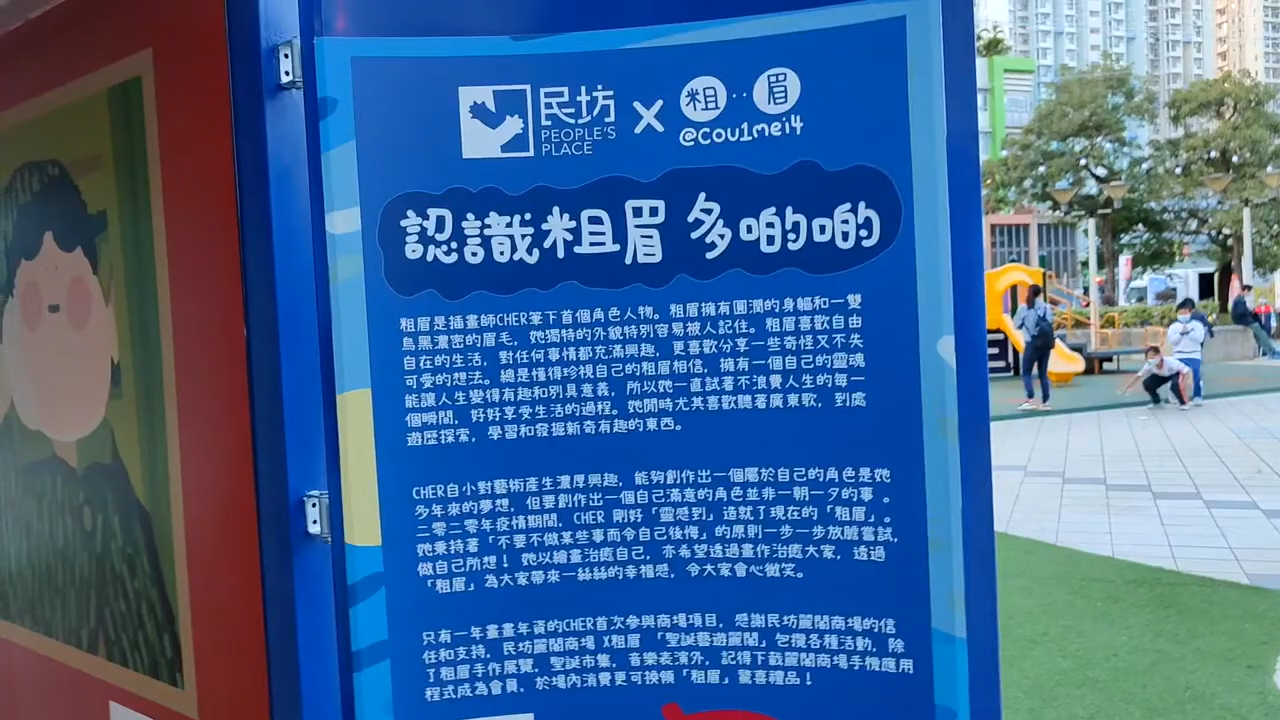 民坊
PEOPLE'S
PLACE
X
粗··眉
@cou1mei4
認識粗眉 多啲啲
粗眉是插畫師CHER筆下首個角色人物。粗眉擁有圓潤的身軀和一雙
烏黑濃密的眉毛，她獨特的外貌特別容易被人記住。粗眉喜歡自由
自在的生活，對任何事情都充滿興趣，更喜歡分享一些奇怪又不失
可愛的想法。總是懂得珍視自己的粗眉相信，擁有一個自己的靈魂
能讓人生變得有趣和別具意義，所以她一直試著不浪費人生的每一
個瞬間，好好享受生活的過程。她閒時尤其喜歡聽著廣東歌，到處
遊歷探索，學習和發掘新奇有趣的東西。
CHER自小對藝術產生濃厚興趣，能夠創作出一個屬於自己的角色是她
多年來的夢想，但要創作出一個自己滿意的角色並非一朝一夕的事。
二零二零年疫情期間，CHER 剛好「靈感到」造就了現在的「粗眉」。
她秉持著「不要不做某些事而令自己後悔」的原則一步一步放膽嘗試，
做自己所想！ 她以繪畫治癒自己，亦希望透過畫作治癒大家，透過
「粗眉」為大家帶來一絲絲的幸福感，令大家會心微笑。
只有一年畫畫年資的CHER首次參與商場項目，感謝民坊麗閣商場的信
任和支持，民坊麗閣商場 X粗眉 「聖誕藝遊麗閣」包攬各種活動，除
了粗眉手作展覽，聖誕市集，音樂表演外，記得下載麗閣商場手機應用
程式成為會員，於場內消費更可換領「粗眉」驚喜禮品！